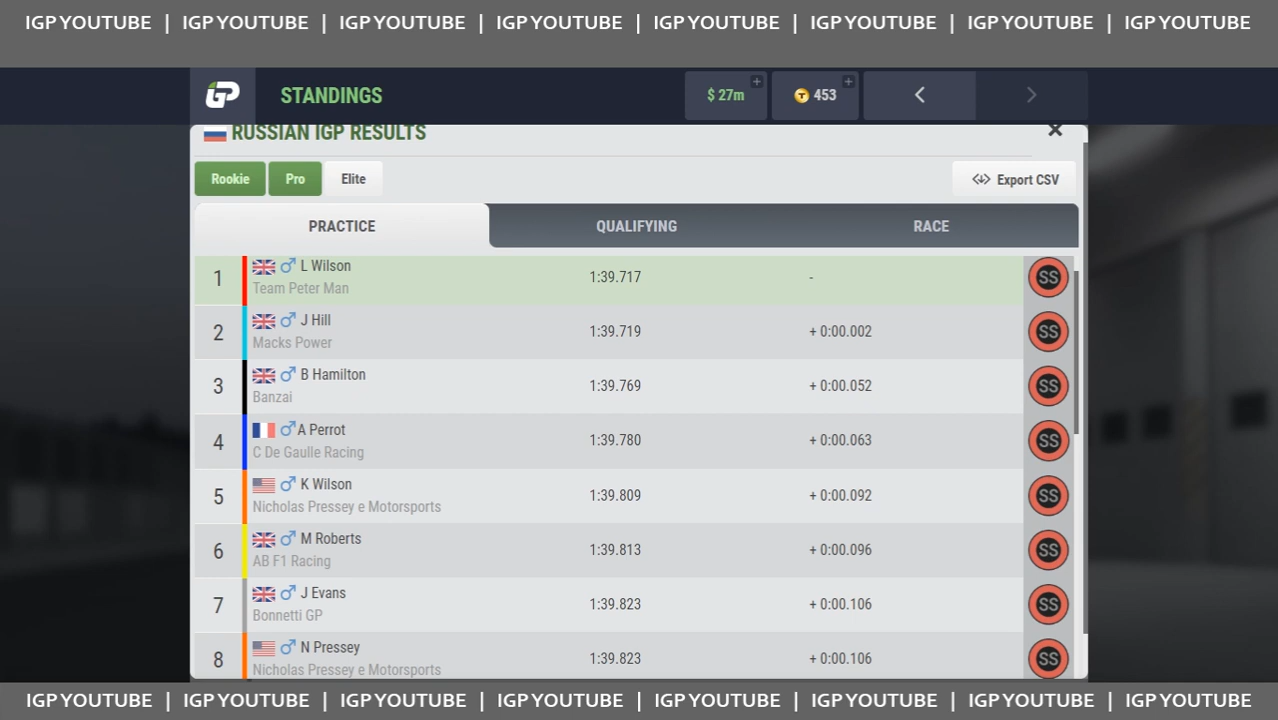 IGP YOUTUBE | IGP YOUTUBE | IGP YOUTUBE | IGP YOUTUBE | IGP YOUTUBE | IGP YOUTUBE | IGP YOUTUBE | IGP YOUTUBE
iGP STANDINGS $ 27m + T 453 +
RUSSIAN IGP RESULTS
Rookie Pro Elite Export CSV
PRACTICE QUALIFYING RACE
1 L Wilson 1:39.717 - SS
Team Peter Man
2 J Hill 1:39.719 + 0:00.002 SS
Macks Power
3 B Hamilton 1:39.769 + 0:00.052 SS
Banzai
4 A Perrot 1:39.780 + 0:00.063 SS
C De Gaulle Racing
5 K Wilson 1:39.809 + 0:00.092 SS
Nicholas Pressey e Motorsports
6 M Roberts 1:39.813 + 0:00.096 SS
AB F1 Racing
7 J Evans 1:39.823 + 0:00.106 SS
Bonnetti GP
8 N Pressey 1:39.823 + 0:00.106 SS
Nicholas Pressey e Motorsports
IGP YOUTUBE | IGP YOUTUBE | IGP YOUTUBE | IGP YOUTUBE | IGP YOUTUBE | IGP YOUTUBE | IGP YOUTUBE | IGP YOUTUBE